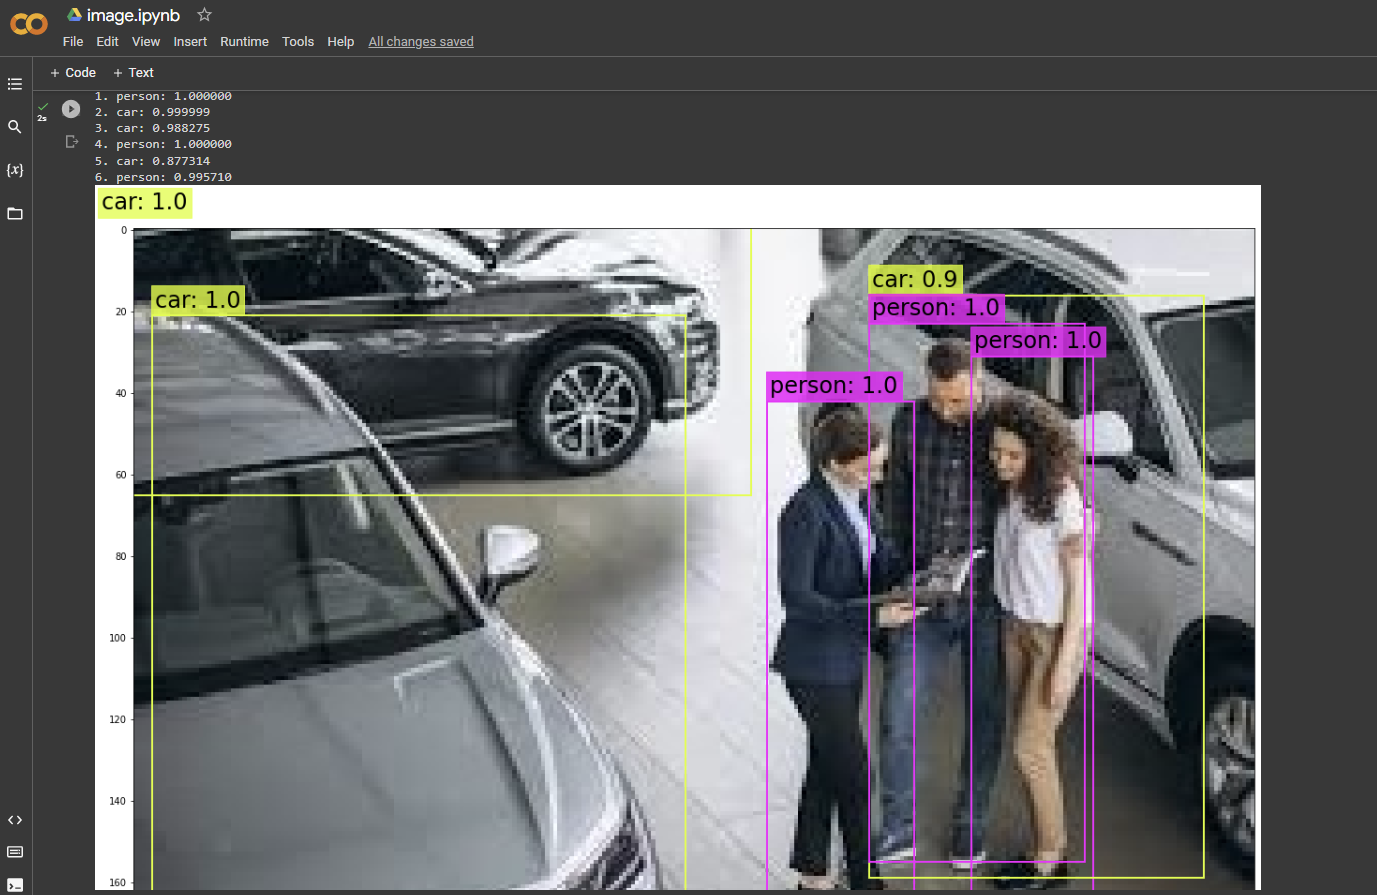 image.ipynb
File Edit View Insert Runtime Tools Help All changes saved
+ Code + Text
2s
1. person: 1.000000
2. car: 0.999999
3. car: 0.988275
4. person: 1.000000
5. car: 0.877314
6. person: 0.995710
{x}
car: 1.0
0
car: 0.9
car: 1.0
person: 1.0
20
person: 1.0
person: 1.0
40
60
80
100
120
140
160